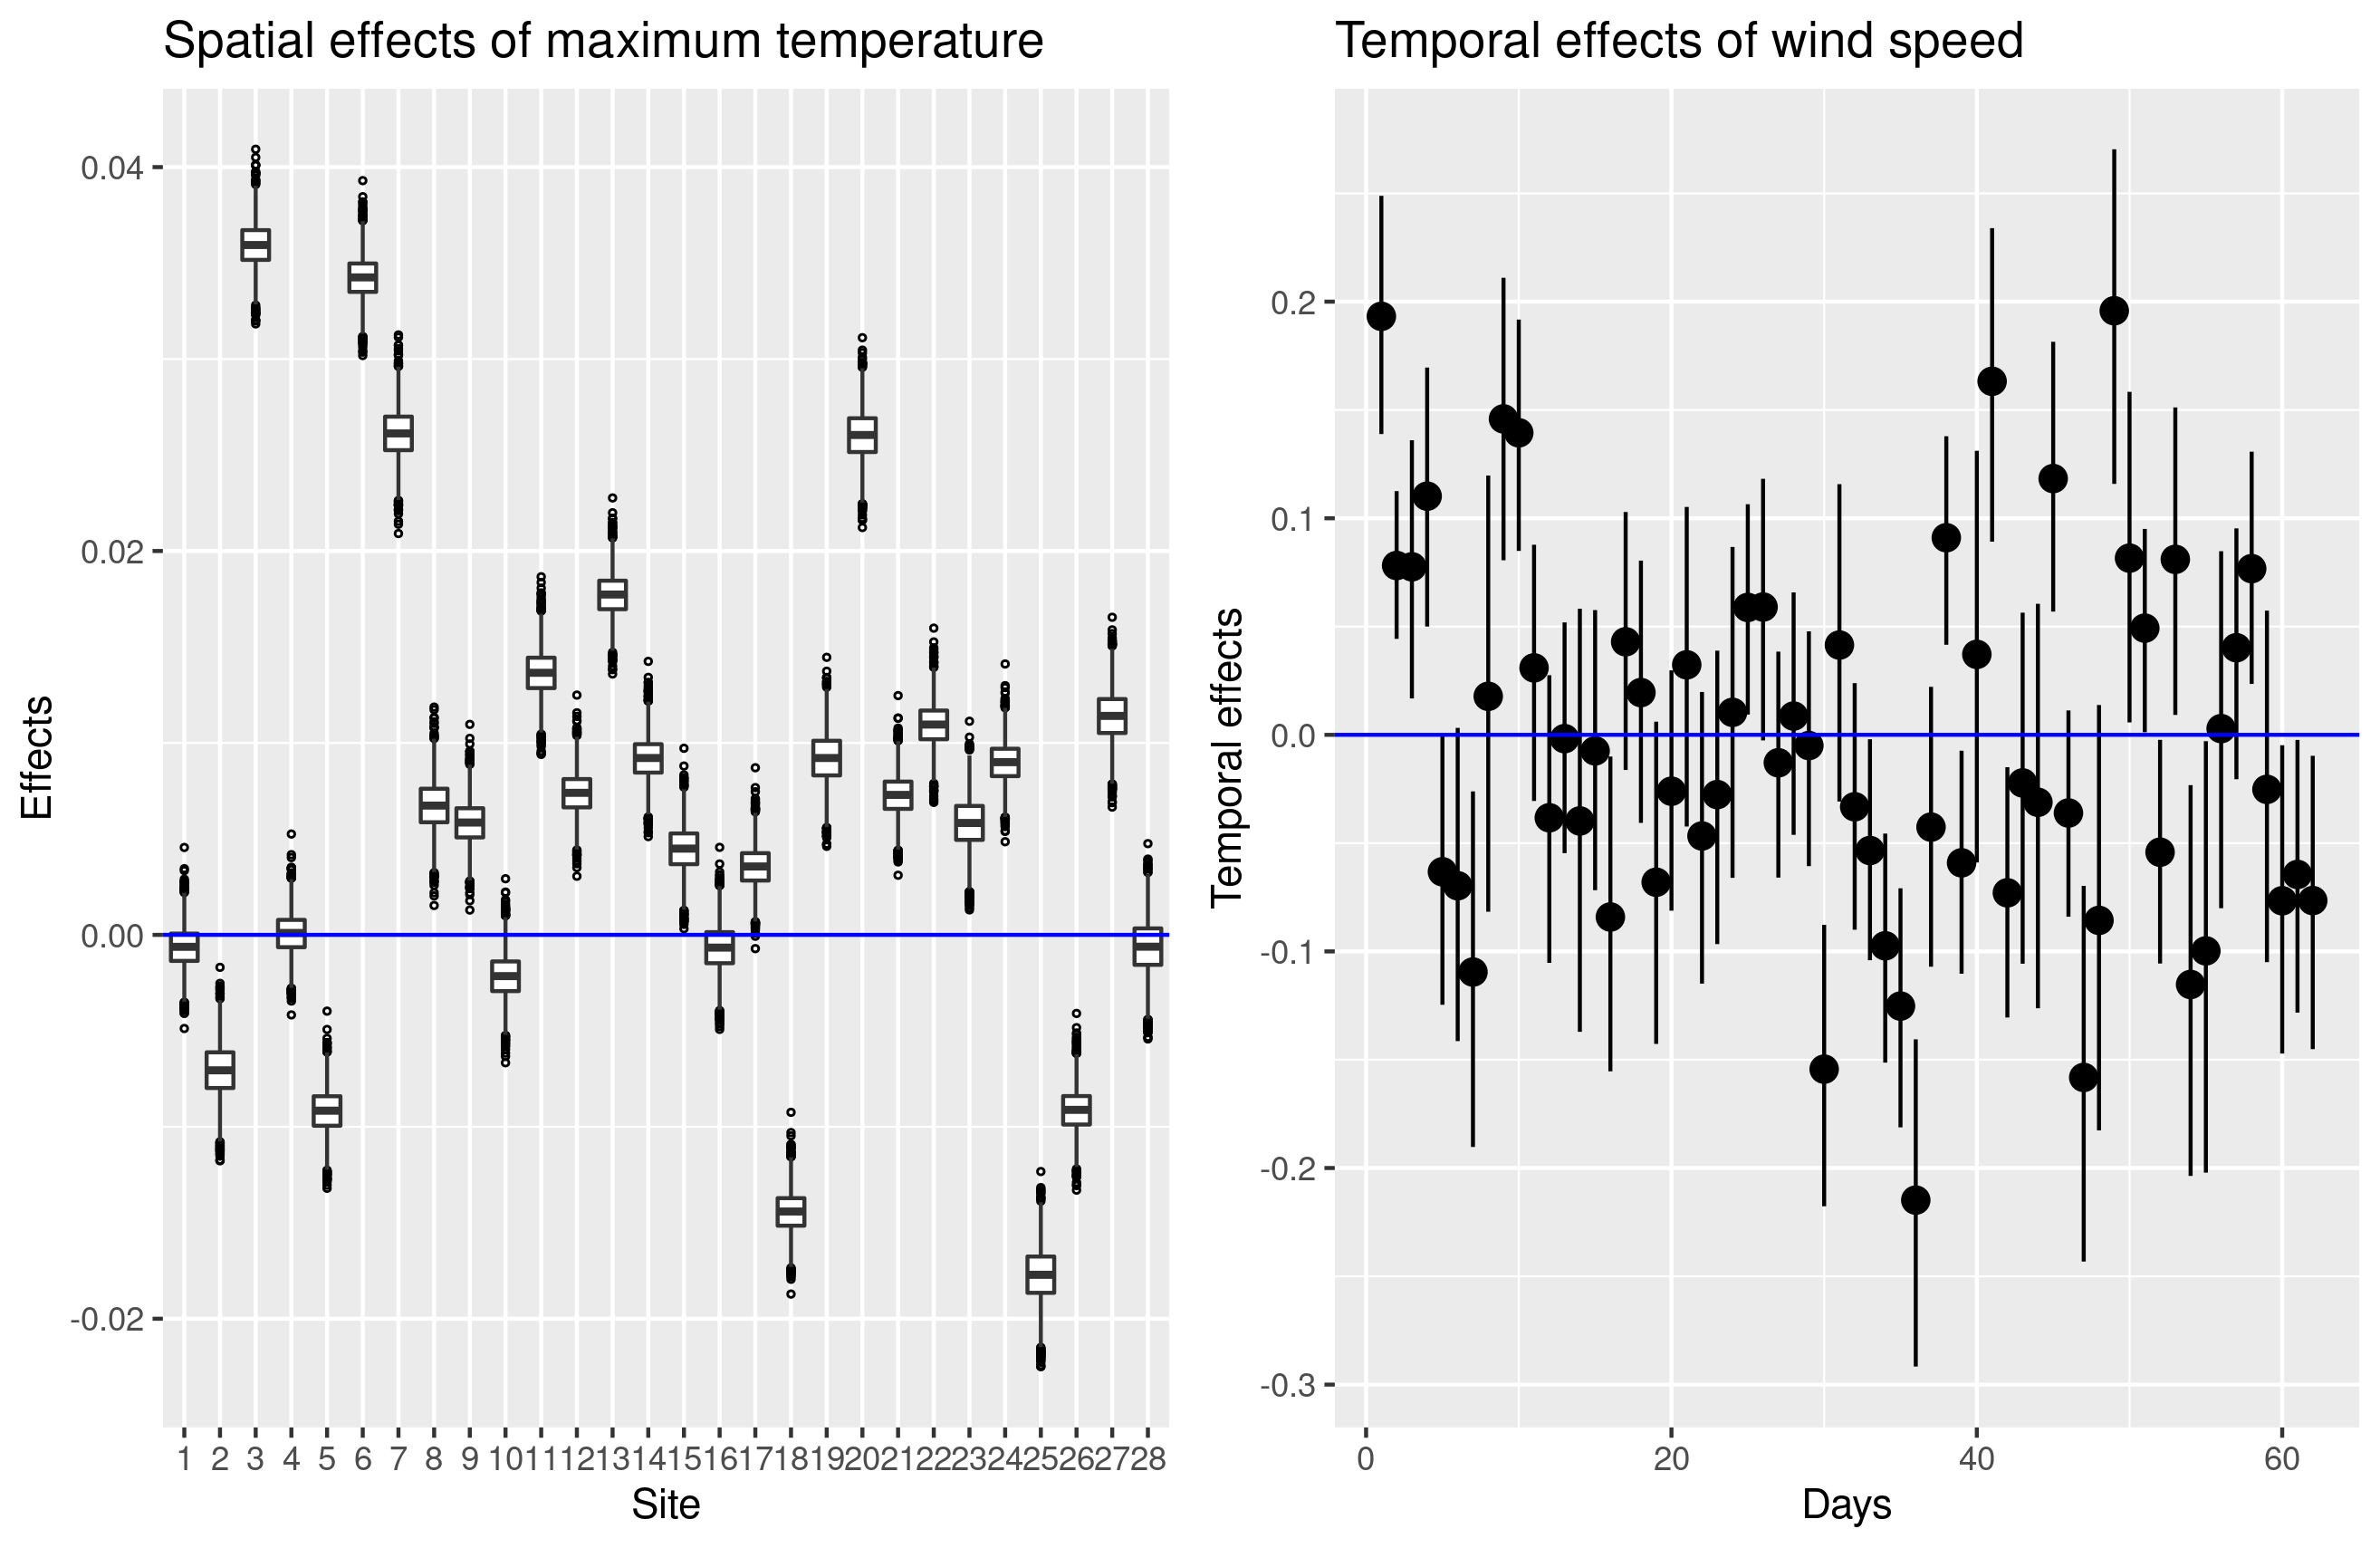 Spatial effects of maximum temperature
Effects
0.04
0.02
0.00
-0.02
1 2 3 4 5 6 7 8 9 10 11 12 13 14 15 16 17 18 19 20 21 22 23 24 25 26 27 28
Site
Temporal effects of wind speed
Temporal effects
0.2
0.1
0.0
-0.1
-0.2
-0.3
0 20 40 60
Days